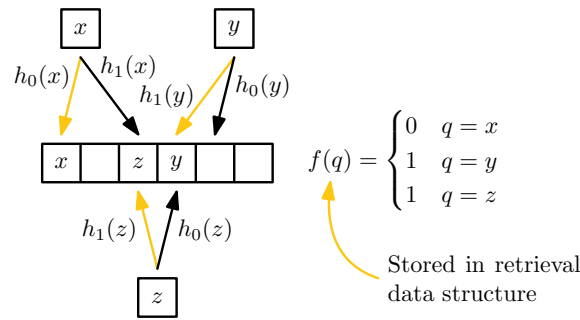 x y
h₀(x) h₁(x) h₁(y) h₀(y)
x z y
f(q) = { 0 q = x
1 q = y
1 q = z
h₁(z) h₀(z)
z
Stored in retrieval
data structure